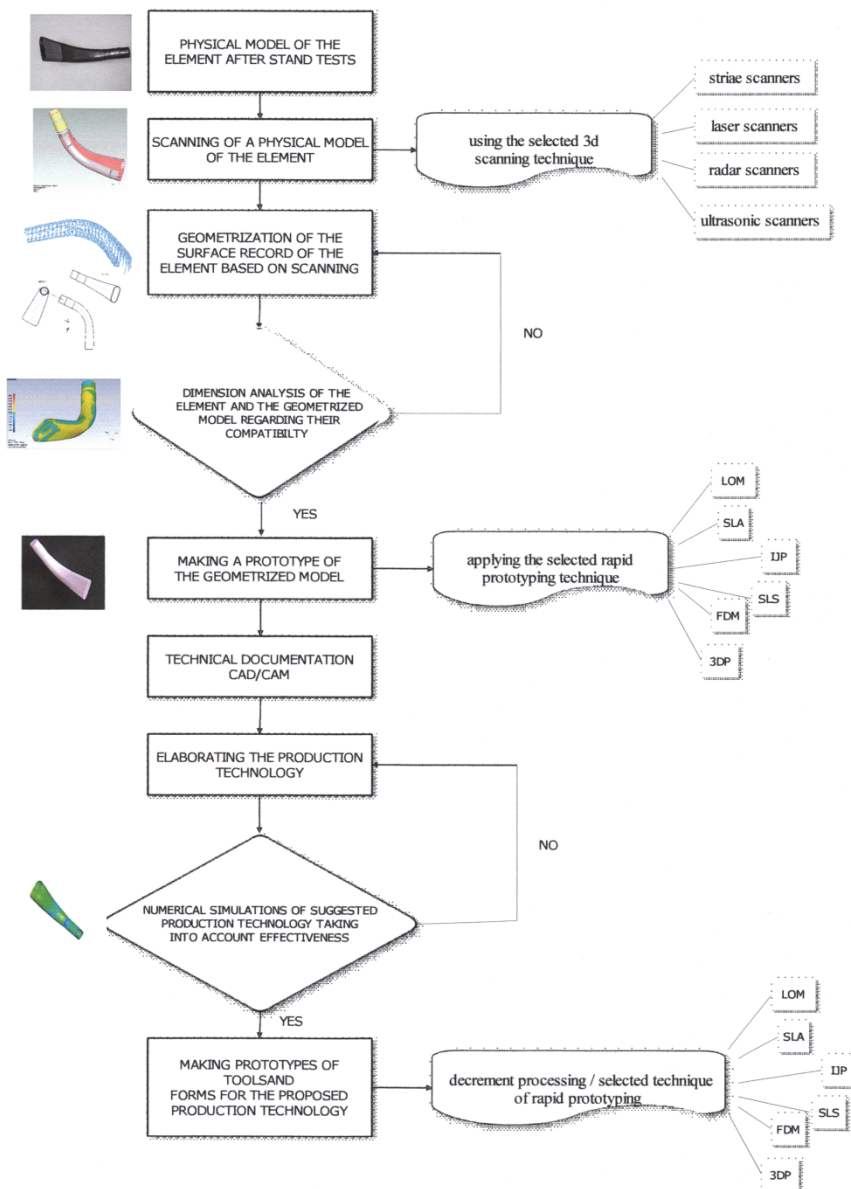 PHYSICAL MODEL OF THE
ELEMENT AFTER STAND TESTS
striae scanners
SCANNING OF A PHYSICAL MODEL
OF THE ELEMENT
using the selected 3d
scanning technique
laser scanners
radar scanners
ultrasonic scanners
GEOMETRIZATION OF THE
SURFACE RECORD OF THE
ELEMENT BASED ON SCANNING
NO
DIMENSION ANALYSIS OF THE
ELEMENT AND THE GEOMETRIZED
MODEL REGARDING THEIR
COMPATIBILTY
YES
MAKING A PROTOTYPE OF
THE GEOMETRIZED MODEL
applying the selected rapid
prototyping technique
LOM
SLA
IJP
SLS
FDM
3DP
TECHNICAL DOCUMENTATION
CAD/CAM
ELABORATING THE PRODUCTION
TECHNOLOGY
NO
NUMERICAL SIMULATIONS OF SUGGESTED
PRODUCTION TECHNOLOGY TAKING
INTO ACCOUNT EFFECTIVENESS
YES
MAKING PROTOTYPES OF
TOOLSAND
FORMS FOR THE PROPOSED
PRODUCTION TECHNOLOGY
decrement processing / selected technique
of rapid prototyping
LOM
SLA
IJP
SLS
FDM
3DP